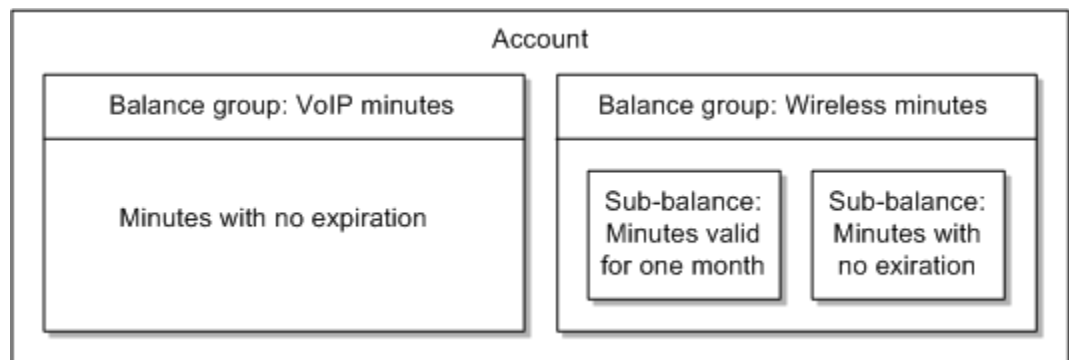 Account
Balance group: VoIP minutes
Balance group: Wireless minutes
Minutes with no expiration
Sub-balance:
Minutes valid
for one month
Sub-balance:
Minutes with
no exiration